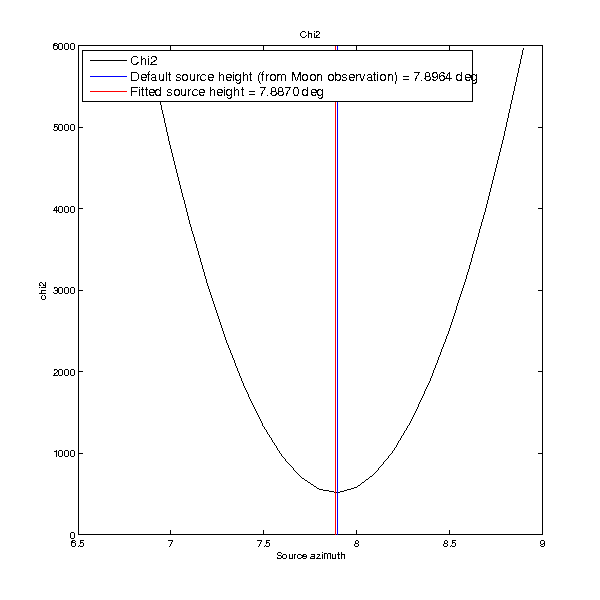 Chi2
6000
Chi2
Default source height (from Moon observation) = 7.8964 deg
Fitted source height = 7.8870 deg
5000
4000
3000
chi2
2000
1000
0
6.5 7 7.5 8 8.5 9
Source azimuth